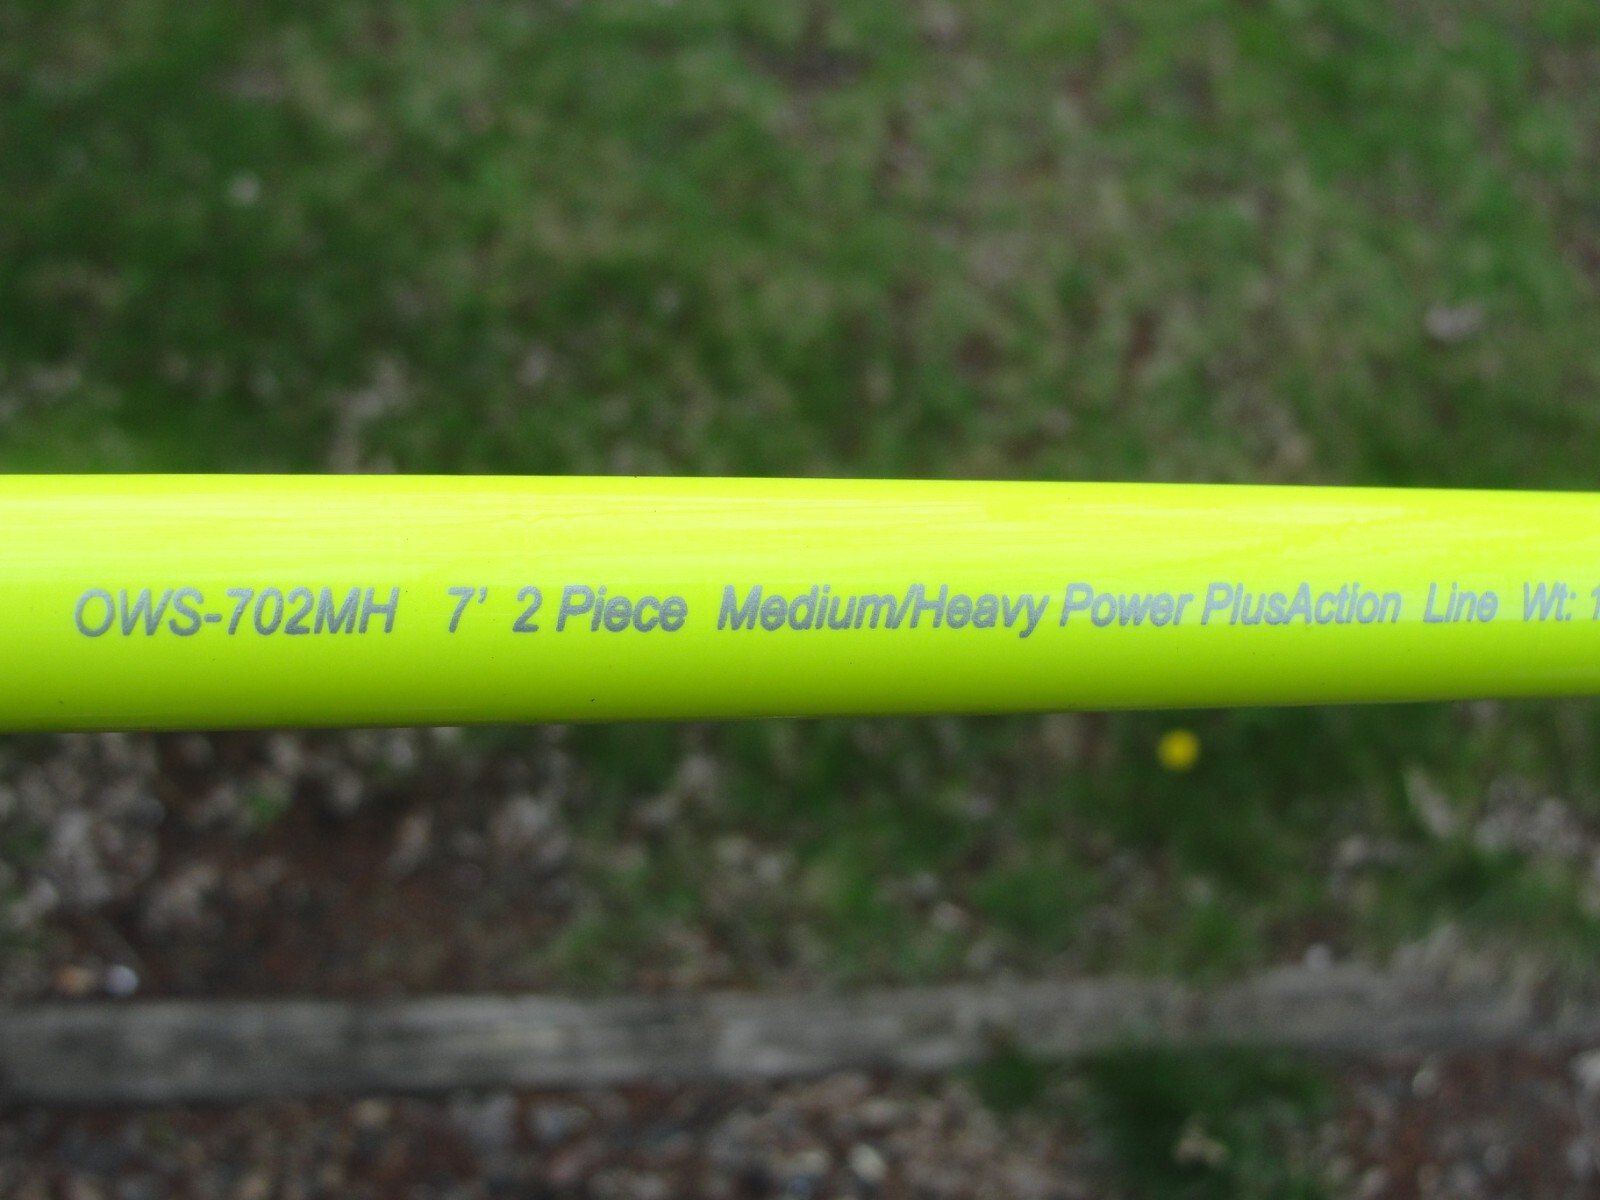 OWS-702MH 7' 2 Piece Medium/Heavy Power PlusAction Line Wt: